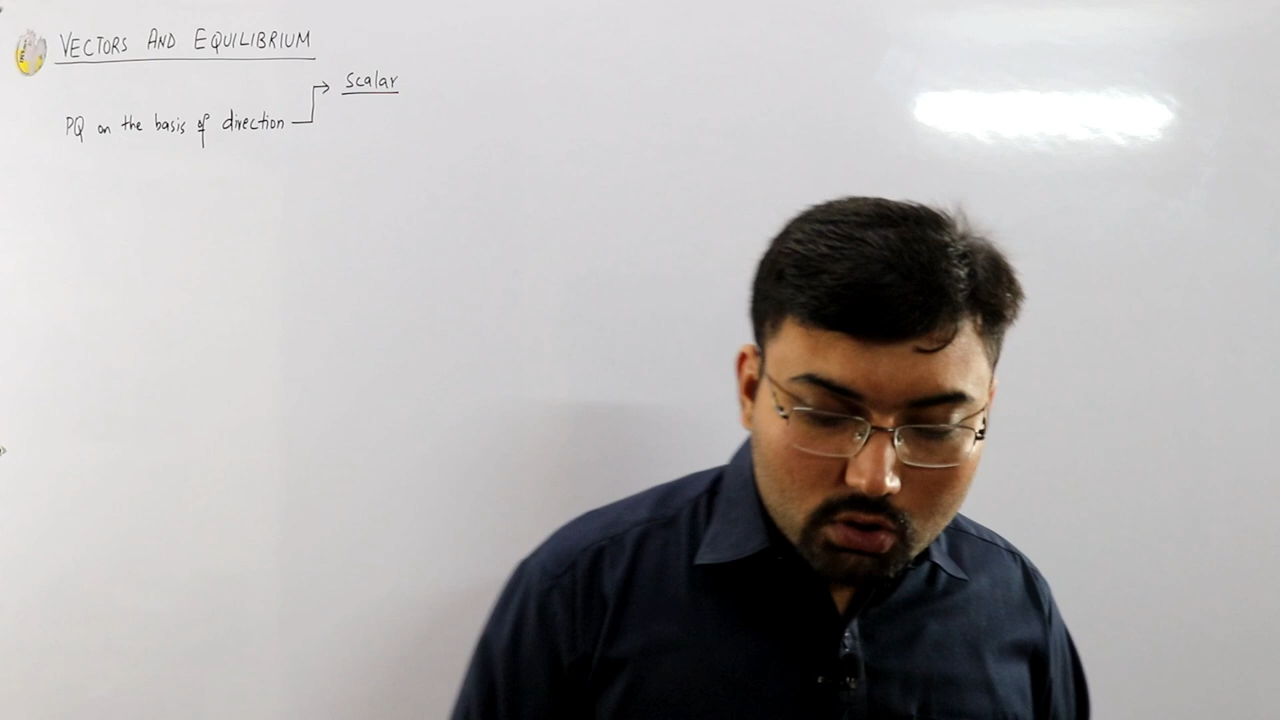 VECTORS AND EQUILIBRIUM
scalar
PQ on the basis of direction